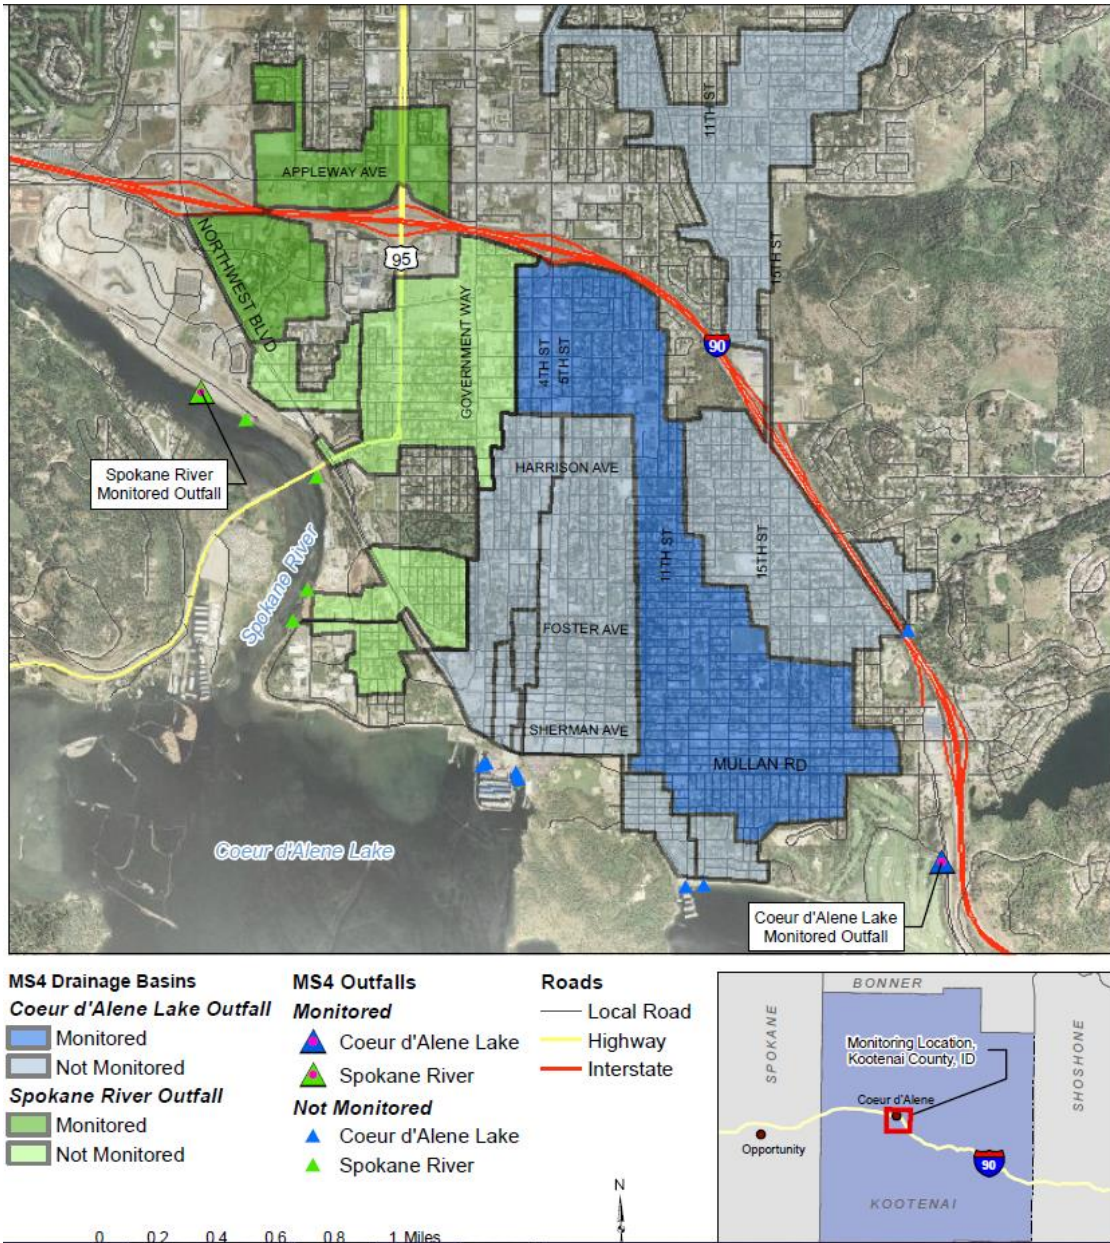 11TH ST
APPLEWAY AVE
NORTHWEST BLVD
95
15TH ST
GOVERNMENT WAY
4TH ST
5TH ST
90
Spokane River
Monitored Outfall
HARRISON AVE
11TH ST
15TH ST
Spokane River
FOSTER AVE
SHERMAN AVE
MULLAN RD
Coeur d'Alene Lake
Coeur d'Alene Lake
Monitored Outfall
MS4 Drainage Basins
Coeur d'Alene Lake Outfall
Monitored
Not Monitored
Spokane River Outfall
Monitored
Not Monitored
MS4 Outfalls
Monitored
Coeur d'Alene Lake
Spokane River
Not Monitored
Coeur d'Alene Lake
Spokane River
Roads
Local Road
Highway
Interstate
BONNER
SPOKANE
SHOSHONE
Monitoring Location,
Kootenai County, ID
Coeur d'Alene
Opportunity
90
KOOTENAI
N
0 0.2 0.4 0.6 0.8 1 Miles